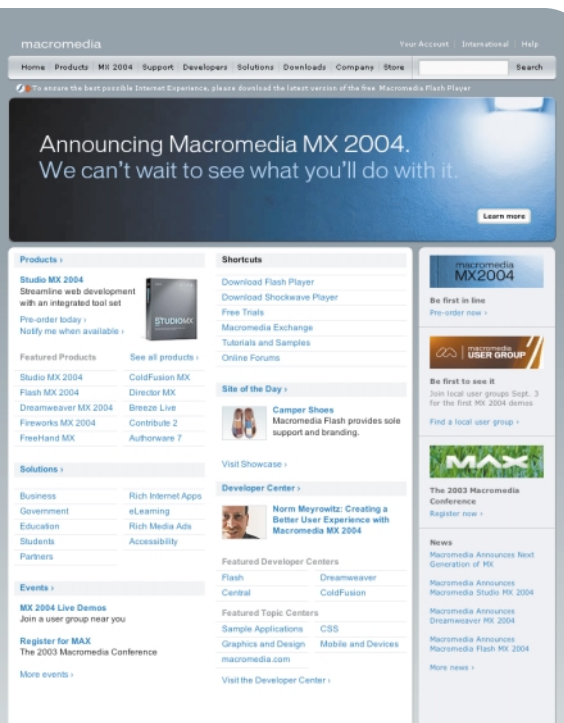 macromedia
Your Account | International | Help
Home Products MX 2004 Support Developers Solutions Downloads Company Store Search
To ensure the best possible Internet Experience, please download the latest version of the free Macromedia Flash Player
Announcing Macromedia MX 2004.
We can't wait to see what you'll do with it.
Learn more
Products ›
Studio MX 2004
Streamline web development
with an integrated tool set
Pre-order today ›
Notify me when available ›
STUDIOMX
Featured Products See all products ›
Studio MX 2004 ColdFusion MX
Flash MX 2004 Director MX
Dreamweaver MX 2004 Breeze Live
Fireworks MX 2004 Contribute 2
FreeHand MX Authorware 7
Solutions ›
Business Rich Internet Apps
Government eLearning
Education Rich Media Ads
Students Accessibility
Partners
Events ›
MX 2004 Live Demos
Join a user group near you
Register for MAX
The 2003 Macromedia Conference
More events ›
Shortcuts
Download Flash Player
Download Shockwave Player
Free Trials
Macromedia Exchange
Tutorials and Samples
Online Forums
Site of the Day ›
Camper Shoes
Macromedia Flash provides sole
support and branding.
Visit Showcase ›
Developer Center ›
Norm Meyrowitz: Creating a
Better User Experience with
Macromedia MX 2004
Featured Developer Centers
Flash Dreamweaver
Central ColdFusion
Featured Topic Centers
Sample Applications CSS
Graphics and Design Mobile and Devices
macromedia.com
Visit the Developer Center ›
macromedia
MX2004
Be first in line
Pre-order now ›
macromedia
USER GROUP
Be first to see it
Join local user groups Sept. 3
for the first MX 2004 demos
Find a local user group ›
MAX
The 2003 Macromedia
Conference
Register now ›
News
Macromedia Announces Next
Generation of MX
Macromedia Announces
Macromedia Studio MX 2004
Macromedia Announces
Dreamweaver MX 2004
Macromedia Announces
Macromedia Flash MX 2004
More news ›